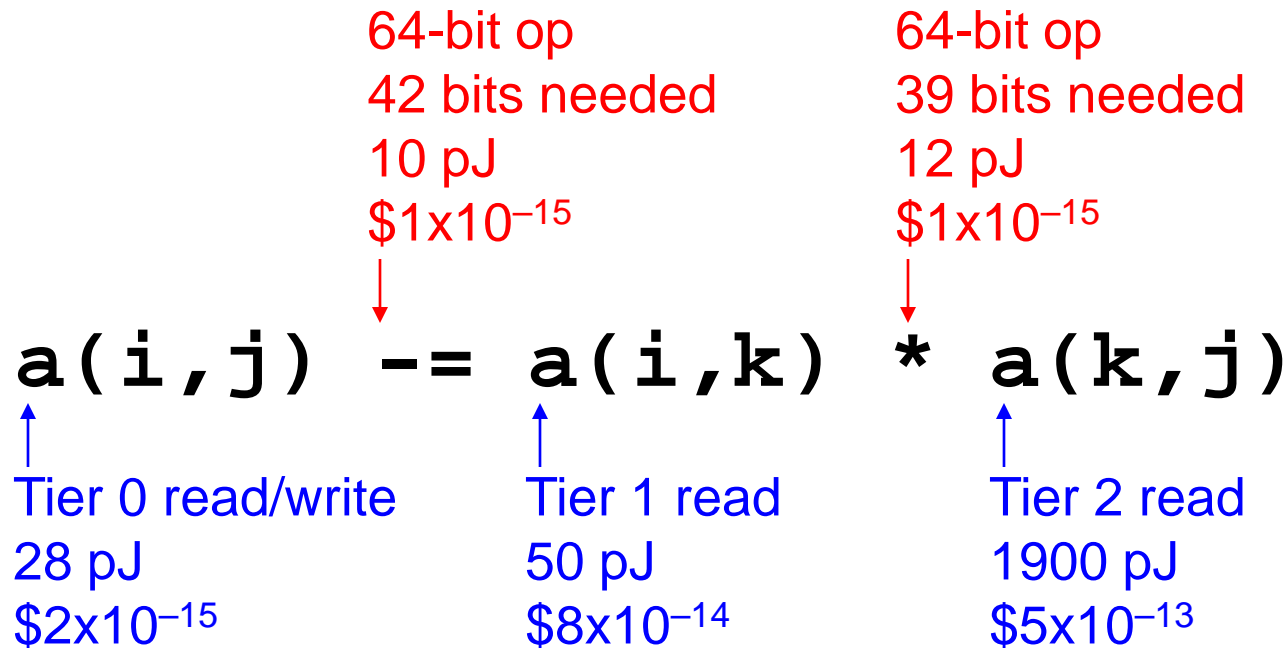 64-bit op
42 bits needed
10 pJ
$1x10⁻¹⁵
64-bit op
39 bits needed
12 pJ
$1x10⁻¹⁵
a(i,j) -= a(i,k) * a(k,j)
Tier 0 read/write
28 pJ
$2x10⁻¹⁵
Tier 1 read
50 pJ
$8x10⁻¹⁴
Tier 2 read
1900 pJ
$5x10⁻¹³